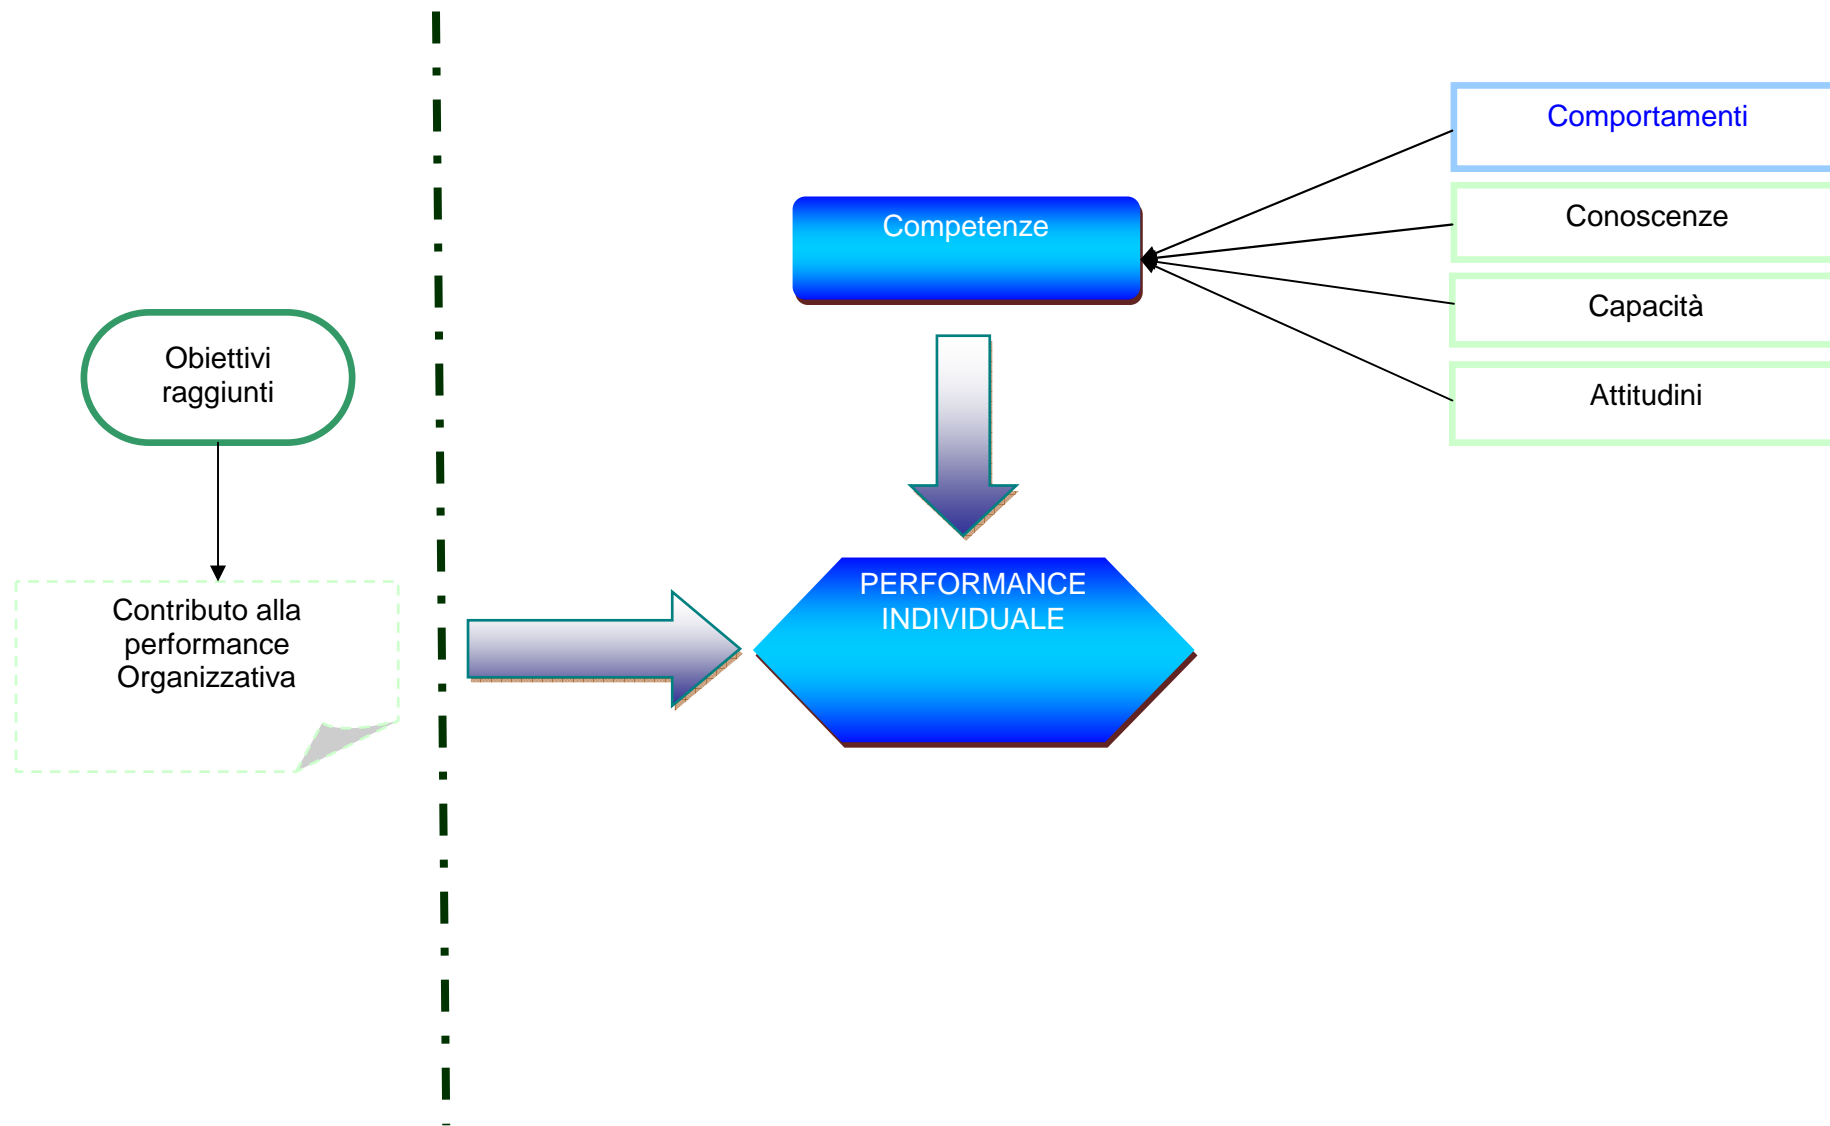 Comportamenti
Conoscenze
Competenze
Capacità
Obiettivi
raggiunti
Attitudini
PERFORMANCE
INDIVIDUALE
Contributo alla
performance
Organizzativa